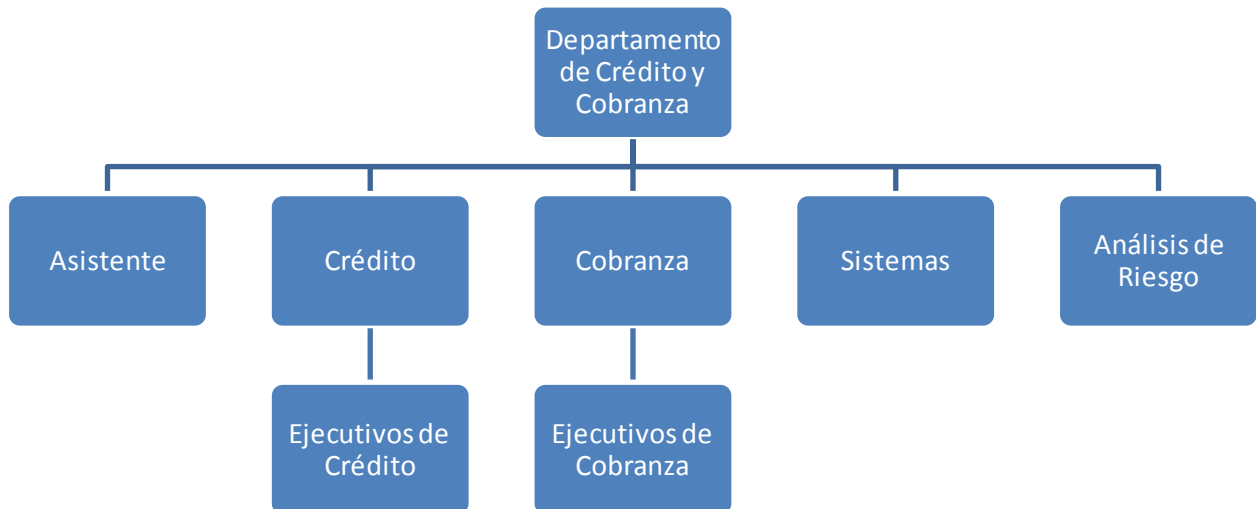 Departamento
de Crédito y
Cobranza
Asistente
Crédito
Cobranza
Sistemas
Análisis de
Riesgo
Ejecutivos de
Crédito
Ejecutivos de
Cobranza